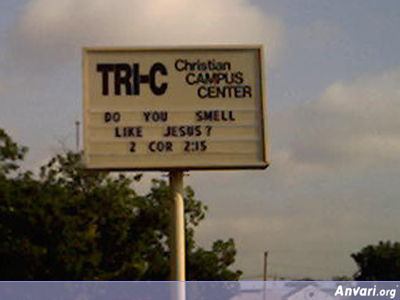 TRI-C Christian
CAMPUS
CENTER
DO YOU SMELL
LIKE JESUS?
2 COR 2:15
Anvari.org